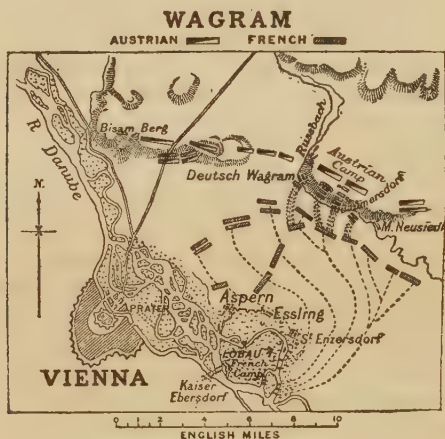 WAGRAM
AUSTRIAN FRENCH
R. Danube
Bisam Berg
Russbach
Deutsch Wagram
Austrian
Camp
M. Neusiedl
N.
Aspern
Essling
PRATER
St Enzersdorf
LOBAU
French
Camp
VIENNA
Kaiser
Ebersdorf
0 2 4 6 8 10
ENGLISH MILES